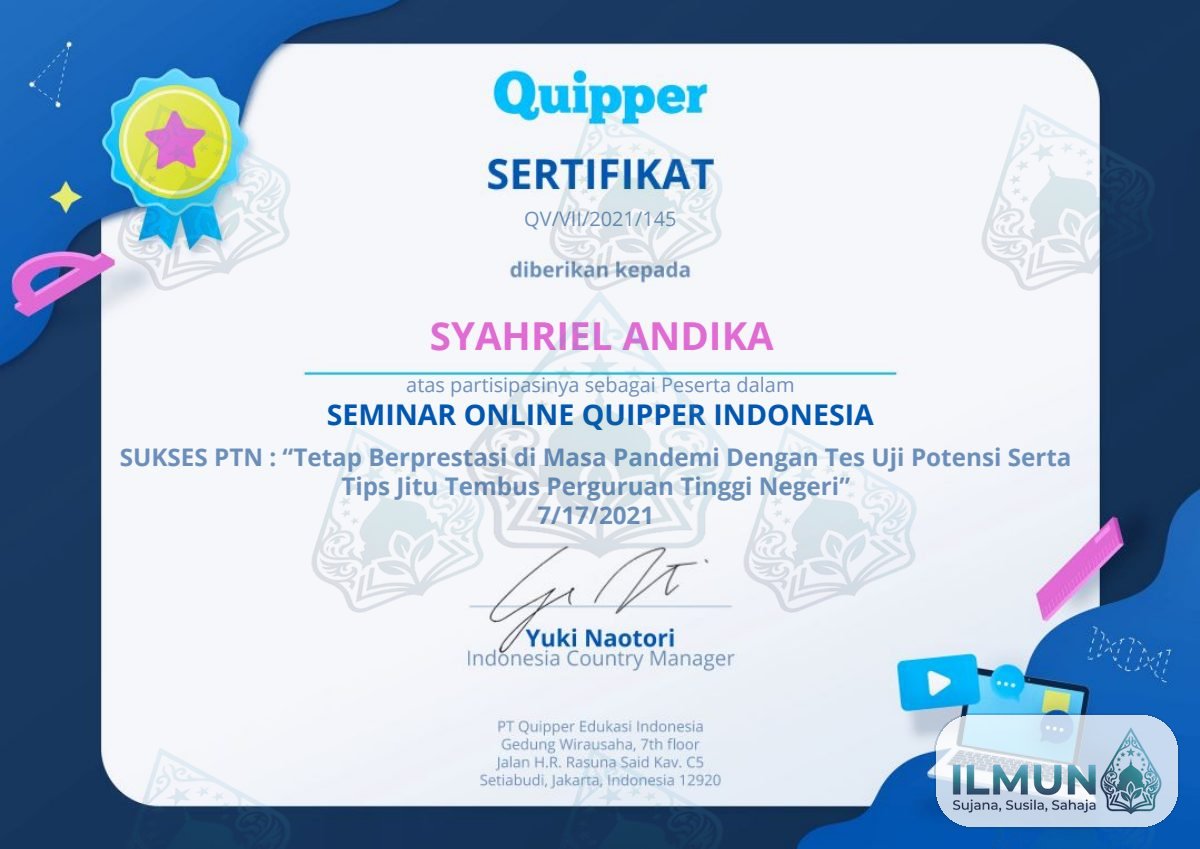 Quipper
SERTIFIKAT
QV/VII/2021/145
diberikan kepada
SYAHRIEL ANDIKA
atas partisipasinya sebagai Peserta dalam
SEMINAR ONLINE QUIPPER INDONESIA
SUKSES PTN : “Tetap Berprestasi di Masa Pandemi Dengan Tes Uji Potensi Serta
Tips Jitu Tembus Perguruan Tinggi Negeri”
7/17/2021
Yuki Naotori
Indonesia Country Manager
PT Quipper Edukasi Indonesia
Gedung Wirausaha, 7th floor
Jalan H.R. Rasuna Said Kav. C5
Setiabudi, Jakarta, Indonesia 12920
ILMUN
Sujana, Susila, Sahaja